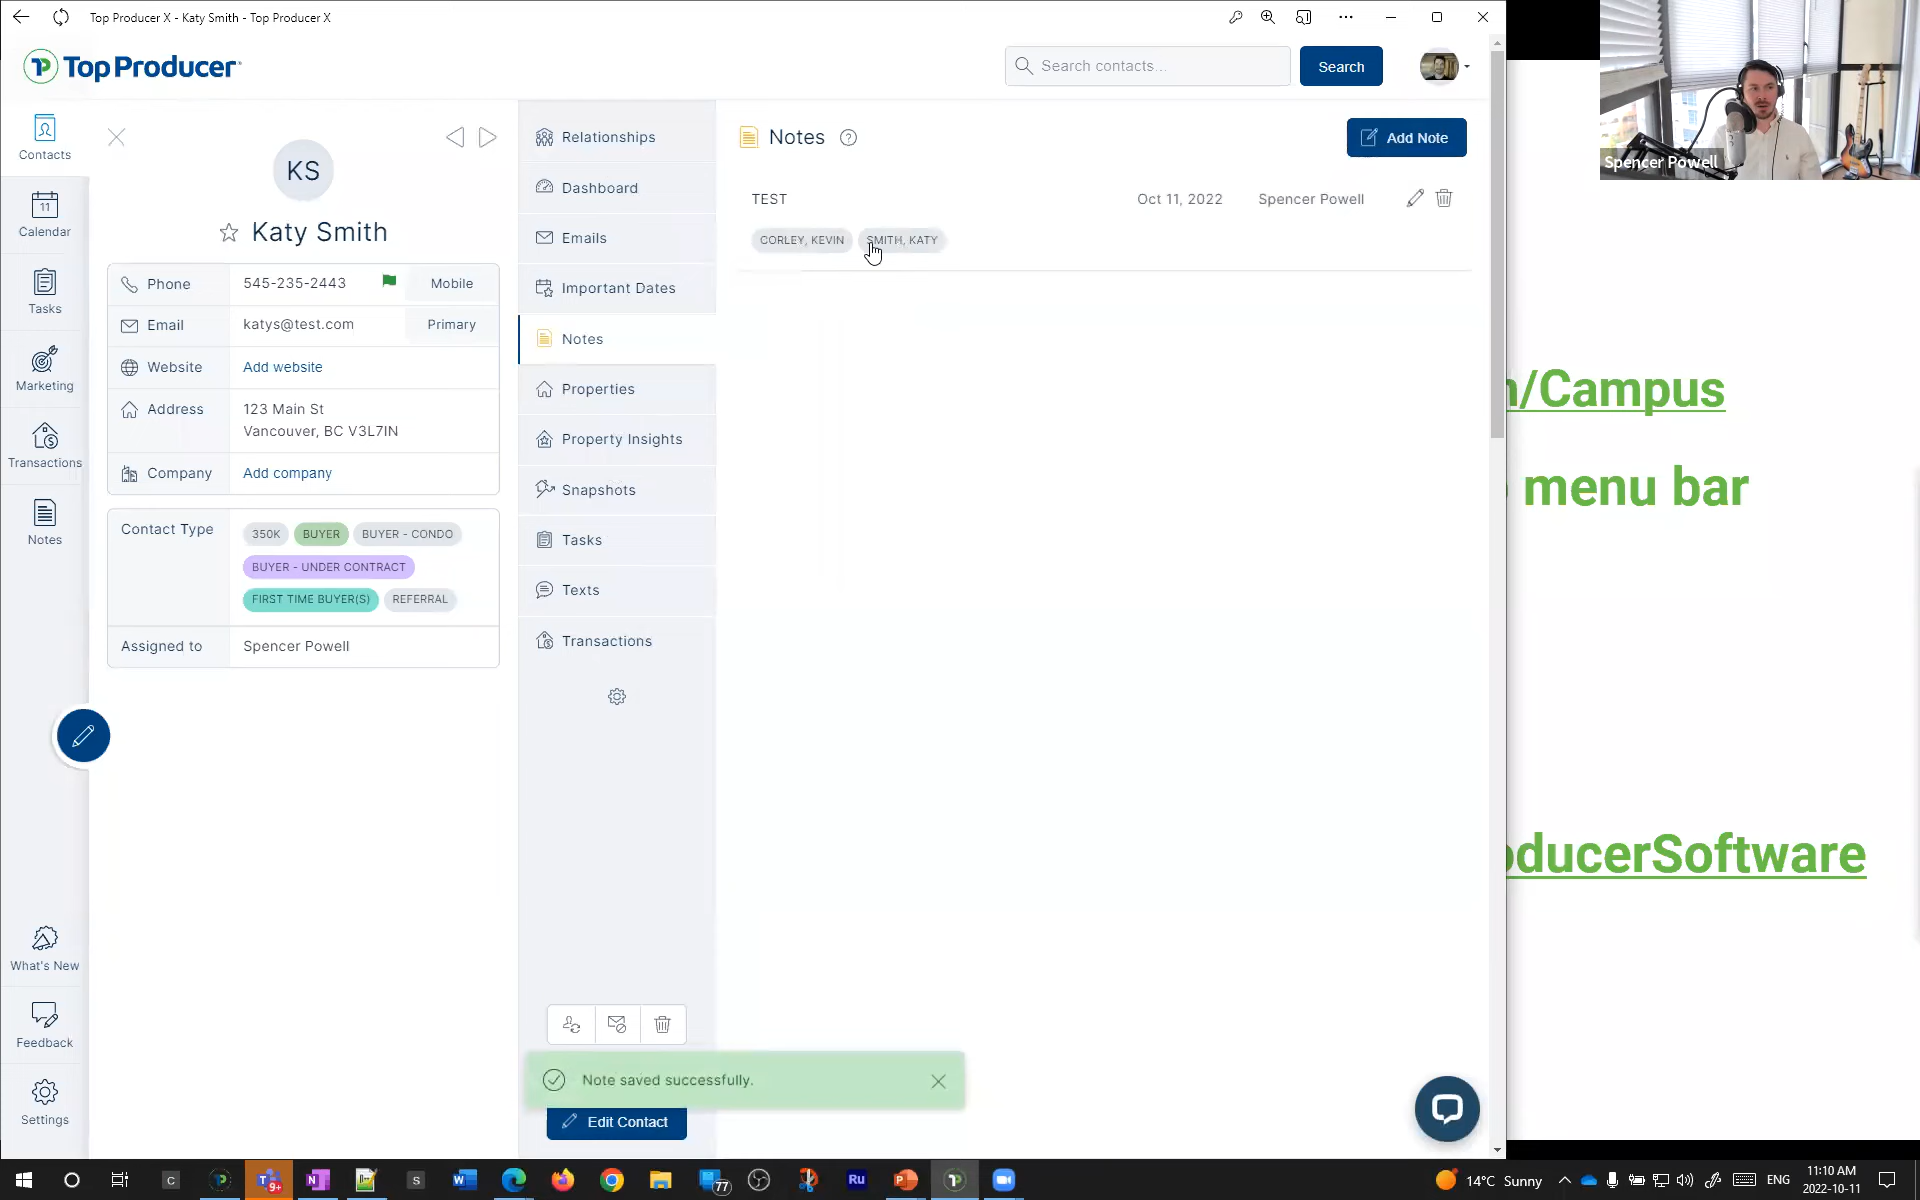 Top Producer X - Katy Smith - Top Producer X
Top Producer
Search contacts...
Search
Spencer Powell
Contacts
11
Calendar
Tasks
Marketing
Transactions
Notes
What's New
Feedback
Settings
KS
Katy Smith
Phone 545-235-2443 Mobile
Email katys@test.com Primary
Website Add website
Address 123 Main St
Vancouver, BC V3L7IN
Company Add company
Contact Type 350K BUYER BUYER - CONDO
BUYER - UNDER CONTRACT
FIRST TIME BUYER(S) REFERRAL
Assigned to Spencer Powell
Relationships
Dashboard
Emails
Important Dates
Notes
Properties
Property Insights
Snapshots
Tasks
Texts
Transactions
Note saved successfully.
Edit Contact
Notes ?
Add Note
TEST Oct 11, 2022 Spencer Powell
CORLEY, KEVIN SMITH, KATY
/Campus
menu bar
oducerSoftware
C
T 9+
N
S
W
77
Ru
P
14°C Sunny
ENG
11:10 AM
2022-10-11